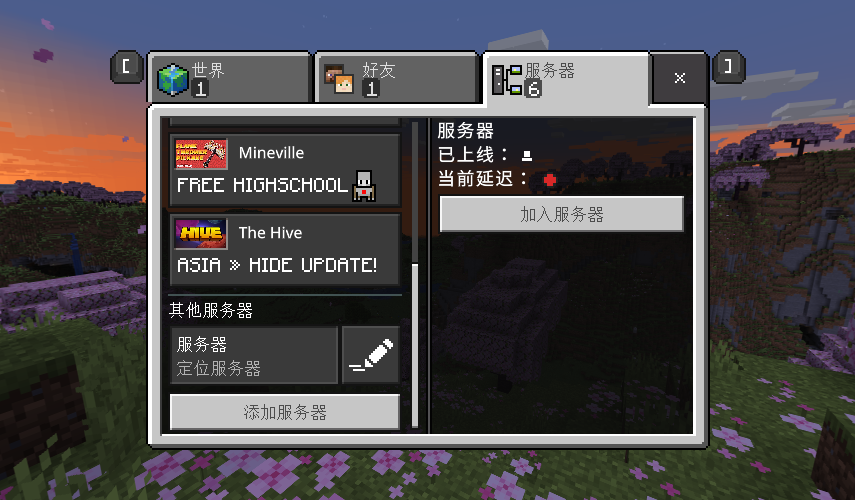 [
世界
1
好友
1
服务器
6
×
]
Mineville
FREE HIGHSCHOOL
HIVE
The Hive
ASIA » HIDE UPDATE!
其他服务器
服务器
定位服务器
添加服务器
服务器
已上线：
当前延迟：
加入服务器